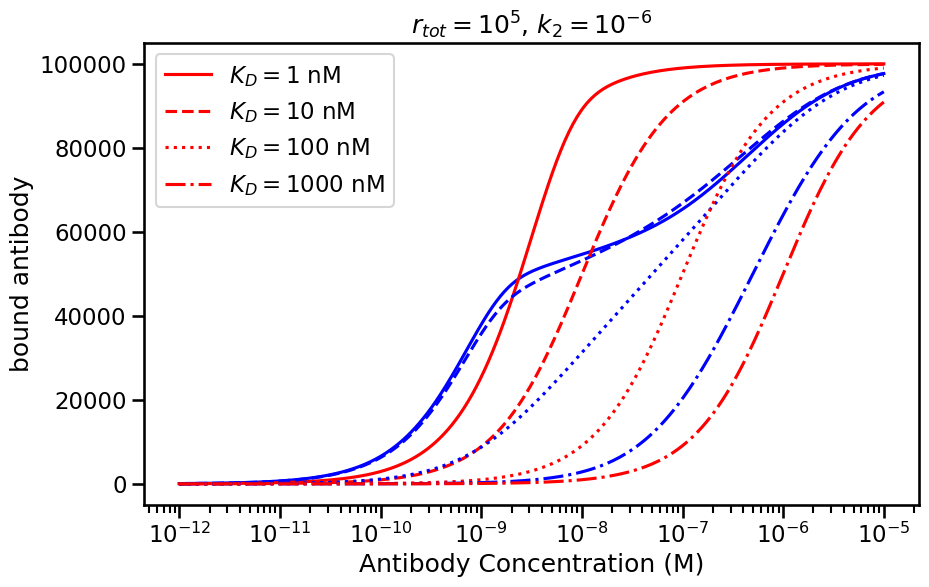 $r_{tot} = 10^5$, $k_2 = 10^{-6}$
bound antibody
100000
80000
60000
40000
20000
0
$K_D = 1$ nM
$K_D = 10$ nM
$K_D = 100$ nM
$K_D = 1000$ nM
$10^{-12}$ $10^{-11}$ $10^{-10}$ $10^{-9}$ $10^{-8}$ $10^{-7}$ $10^{-6}$ $10^{-5}$
Antibody Concentration (M)